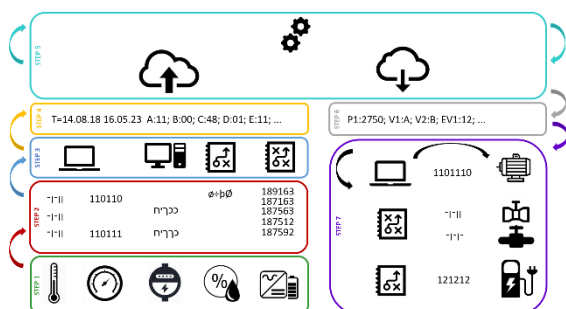 STEP 5
STEP 4
T=14.08.18 16.05.23 A:11; B:00; C:48; D:01; E:11; ...
STEP 6
P1:2750; V1:A; V2:B; EV1:12; ...
STEP 3
STEP 2
110110
110111
ø÷þØ
189163
187163
187563
187512
187592
STEP 7
1101110
121212
STEP 1
%